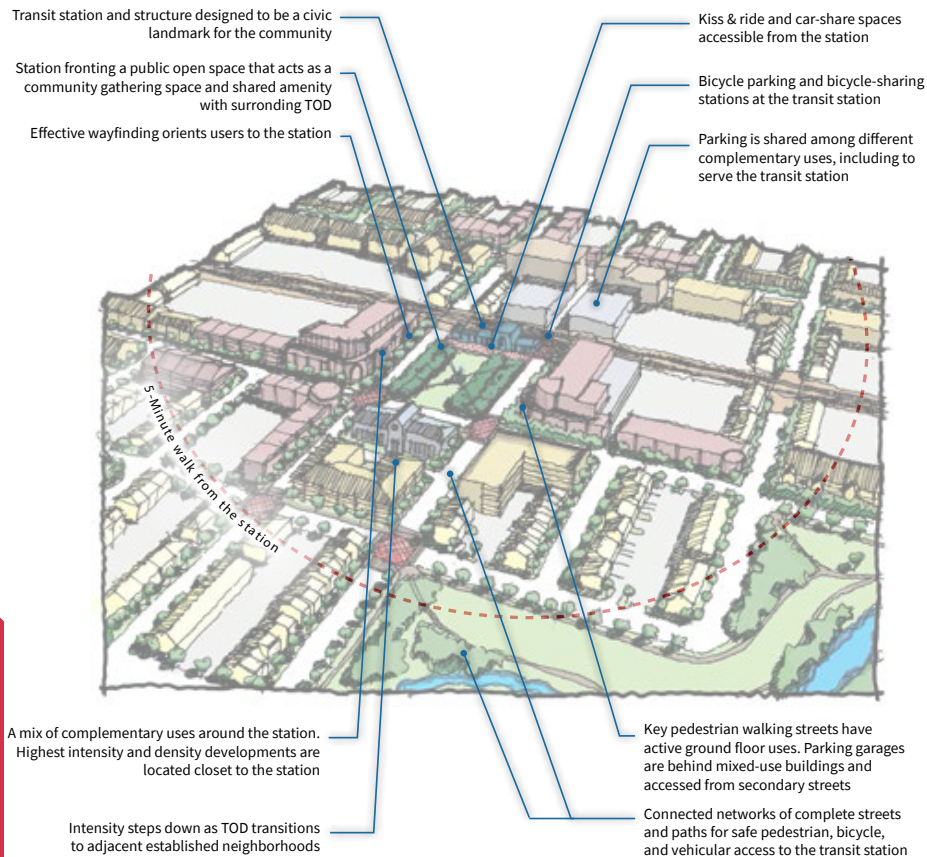 Transit station and structure designed to be a civic
landmark for the community
Station fronting a public open space that acts as a
community gathering space and shared amenity
with surronding TOD
Effective wayfinding orients users to the station
Kiss & ride and car-share spaces
accessible from the station
Bicycle parking and bicycle-sharing
stations at the transit station
Parking is shared among different
complementary uses, including to
serve the transit station
5-Minute walk from the station
A mix of complementary uses around the station.
Highest intensity and density developments are
located closet to the station
Intensity steps down as TOD transitions
to adjacent established neighborhoods
Key pedestrian walking streets have
active ground floor uses. Parking garages
are behind mixed-use buildings and
accessed from secondary streets
Connected networks of complete streets
and paths for safe pedestrian, bicycle,
and vehicular access to the transit station